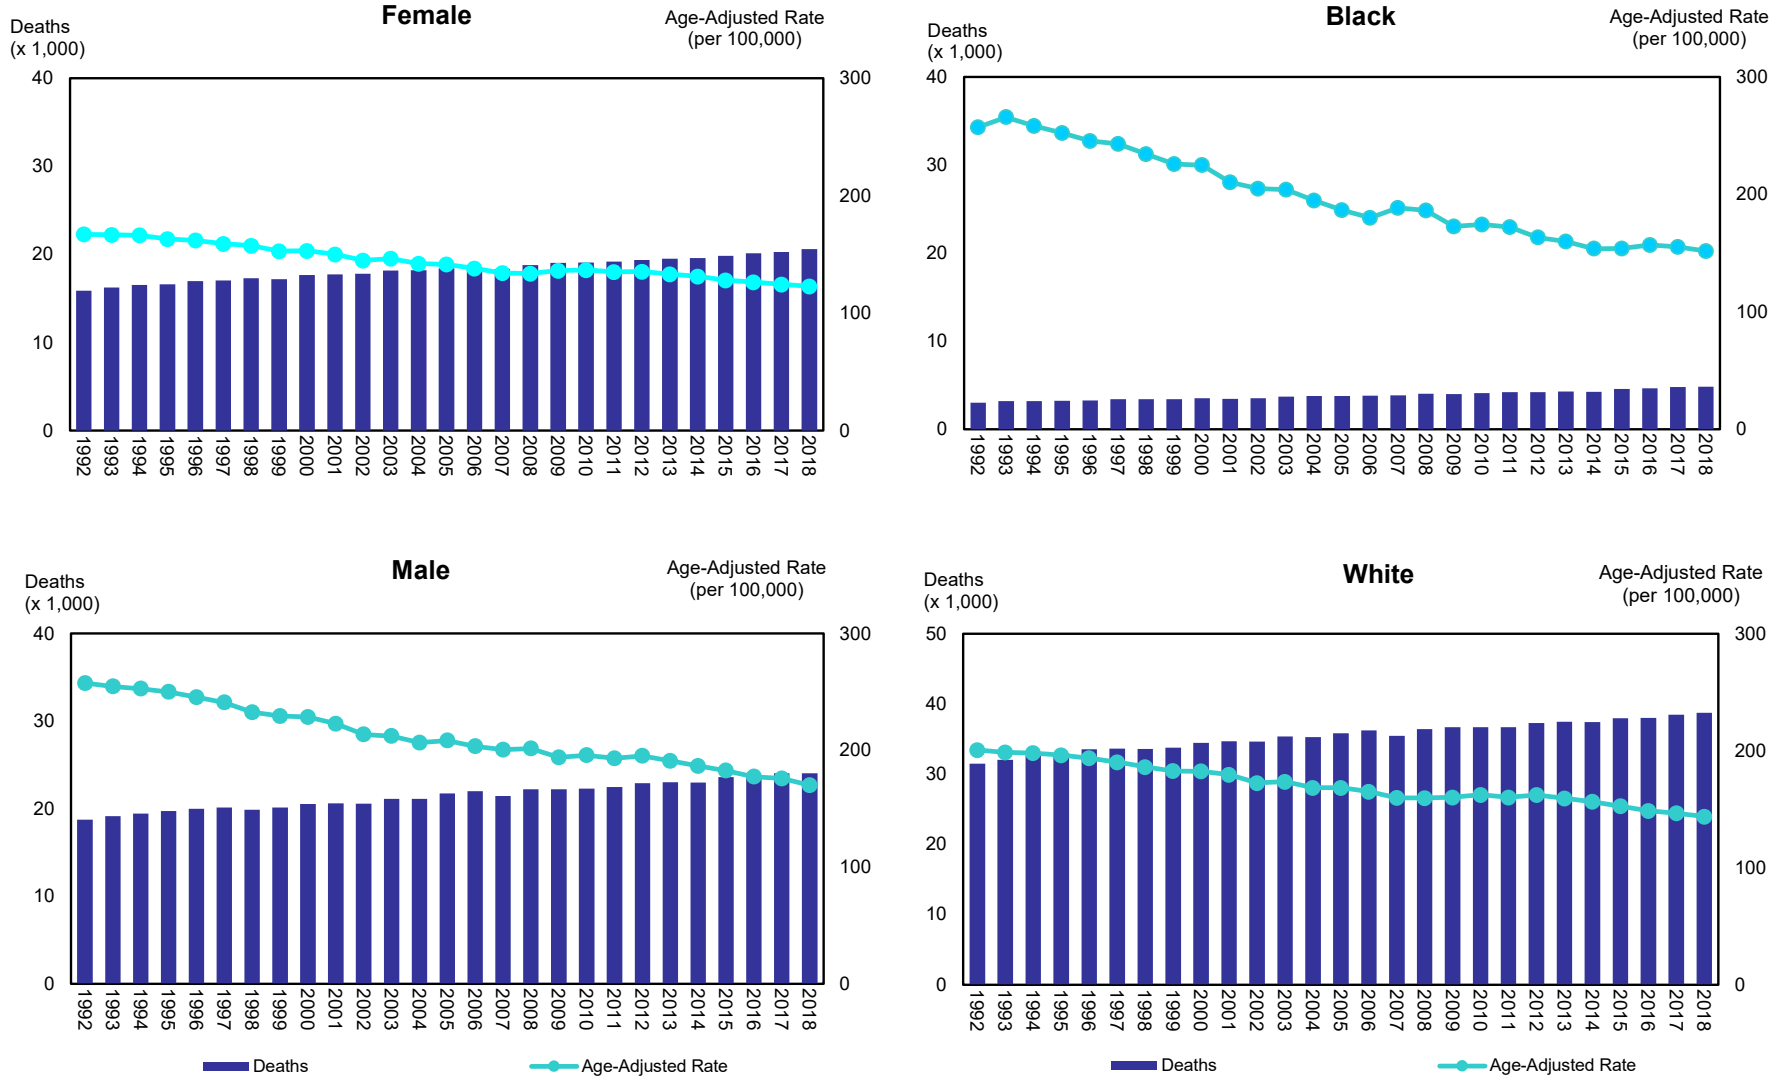 Female
Deaths
(x 1,000)
Age-Adjusted Rate
(per 100,000)
40
30
20
10
0
300
200
100
0
1992 1993 1994 1995 1996 1997 1998 1999 2000 2001 2002 2003 2004 2005 2006 2007 2008 2009 2010 2011 2012 2013 2014 2015 2016 2017 2018
Black
Deaths
(x 1,000)
Age-Adjusted Rate
(per 100,000)
40
30
20
10
0
300
200
100
0
1992 1993 1994 1995 1996 1997 1998 1999 2000 2001 2002 2003 2004 2005 2006 2007 2008 2009 2010 2011 2012 2013 2014 2015 2016 2017 2018
Male
Deaths
(x 1,000)
Age-Adjusted Rate
(per 100,000)
40
30
20
10
0
300
200
100
0
1992 1993 1994 1995 1996 1997 1998 1999 2000 2001 2002 2003 2004 2005 2006 2007 2008 2009 2010 2011 2012 2013 2014 2015 2016 2017 2018
Deaths Age-Adjusted Rate
White
Deaths
(x 1,000)
Age-Adjusted Rate
(per 100,000)
50
40
30
20
10
0
300
200
100
0
1992 1993 1994 1995 1996 1997 1998 1999 2000 2001 2002 2003 2004 2005 2006 2007 2008 2009 2010 2011 2012 2013 2014 2015 2016 2017 2018
Deaths Age-Adjusted Rate